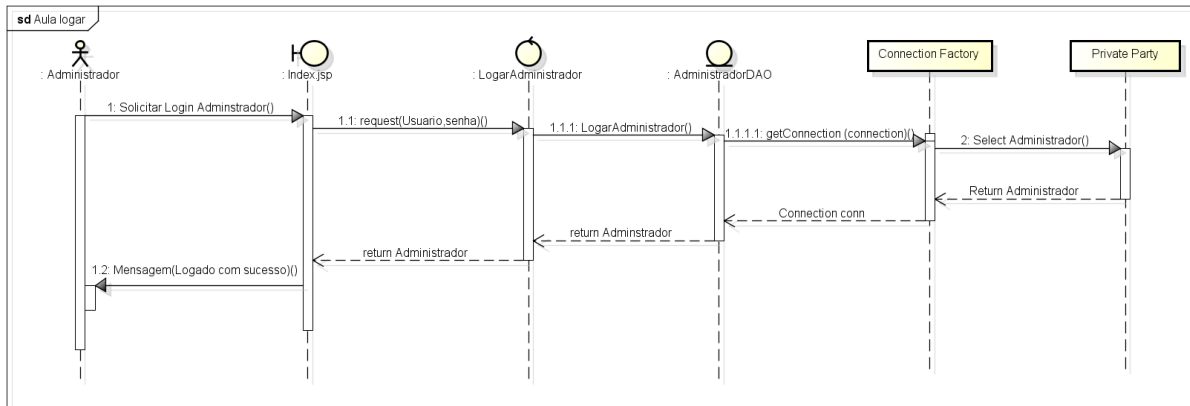 sd Aula logar
: Administrador
: Index.jsp
: LogarAdministrador
: AdministradorDAO
Connection Factory
Private Party
1: Solicitar Login Adminstrador()
1.1: request(Usuario,senha)()
1.1.1: LogarAdministrador()
1.1.1.1: getConnection (connection)()
2: Select Administrador()
Return Administrador
Connection conn
return Adminstrador
return Administrador
1.2: Mensagem(Logado com sucesso)()